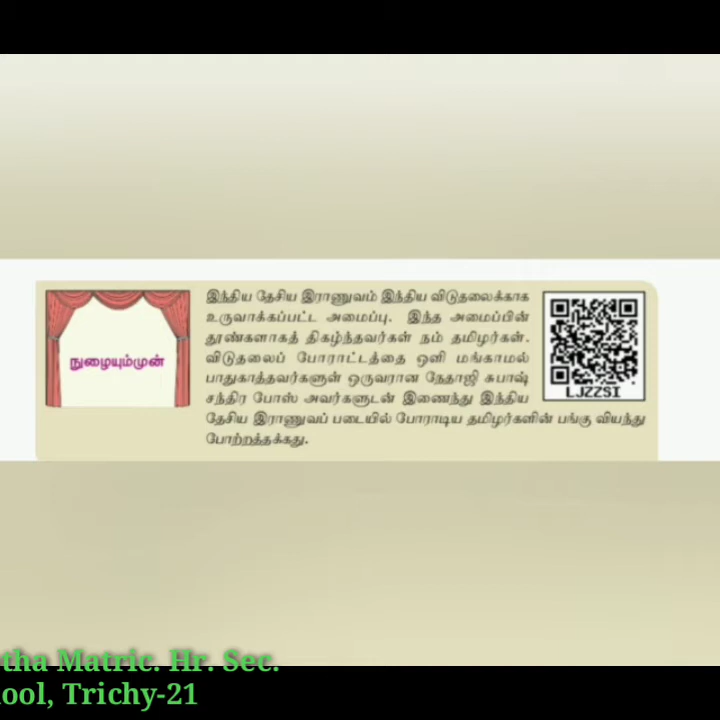 இந்திய தேசிய இராணுவம் இந்திய விடுதலைக்காக
உருவாக்கப்பட்ட அமைப்பு. இந்த அமைப்பின்
தூண்களாகத் திகழ்ந்தவர்கள் நம் தமிழர்கள்.
விடுதலைப் போராட்டத்தை ஒளி மங்காமல்
பாதுகாத்தவர்களுள் ஒருவரான நேதாஜி சுபாஷ்
சந்திர போஸ் அவர்களுடன் இணைந்து இந்திய
தேசிய இராணுவப் படையில் போராடிய தமிழர்களின் பங்கு வியந்து
போற்றத்தக்கது.
நுழையும்முன்
LJZZSI
tha Matric. Hr. Sec.
ool, Trichy-21